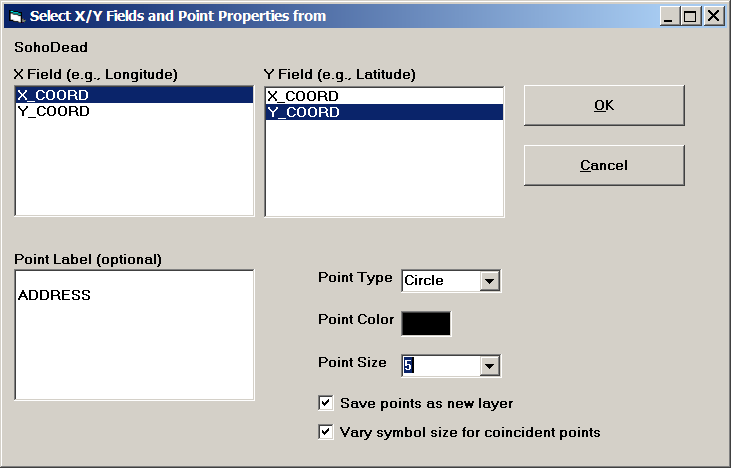 Select X/Y Fields and Point Properties from
SohoDead
X Field (e.g., Longitude)
X_COORD
Y_COORD
Y Field (e.g., Latitude)
X_COORD
Y_COORD
OK
Cancel
Point Label (optional)
ADDRESS
Point Type
Circle
Point Color
Point Size
5
Save points as new layer
Vary symbol size for coincident points